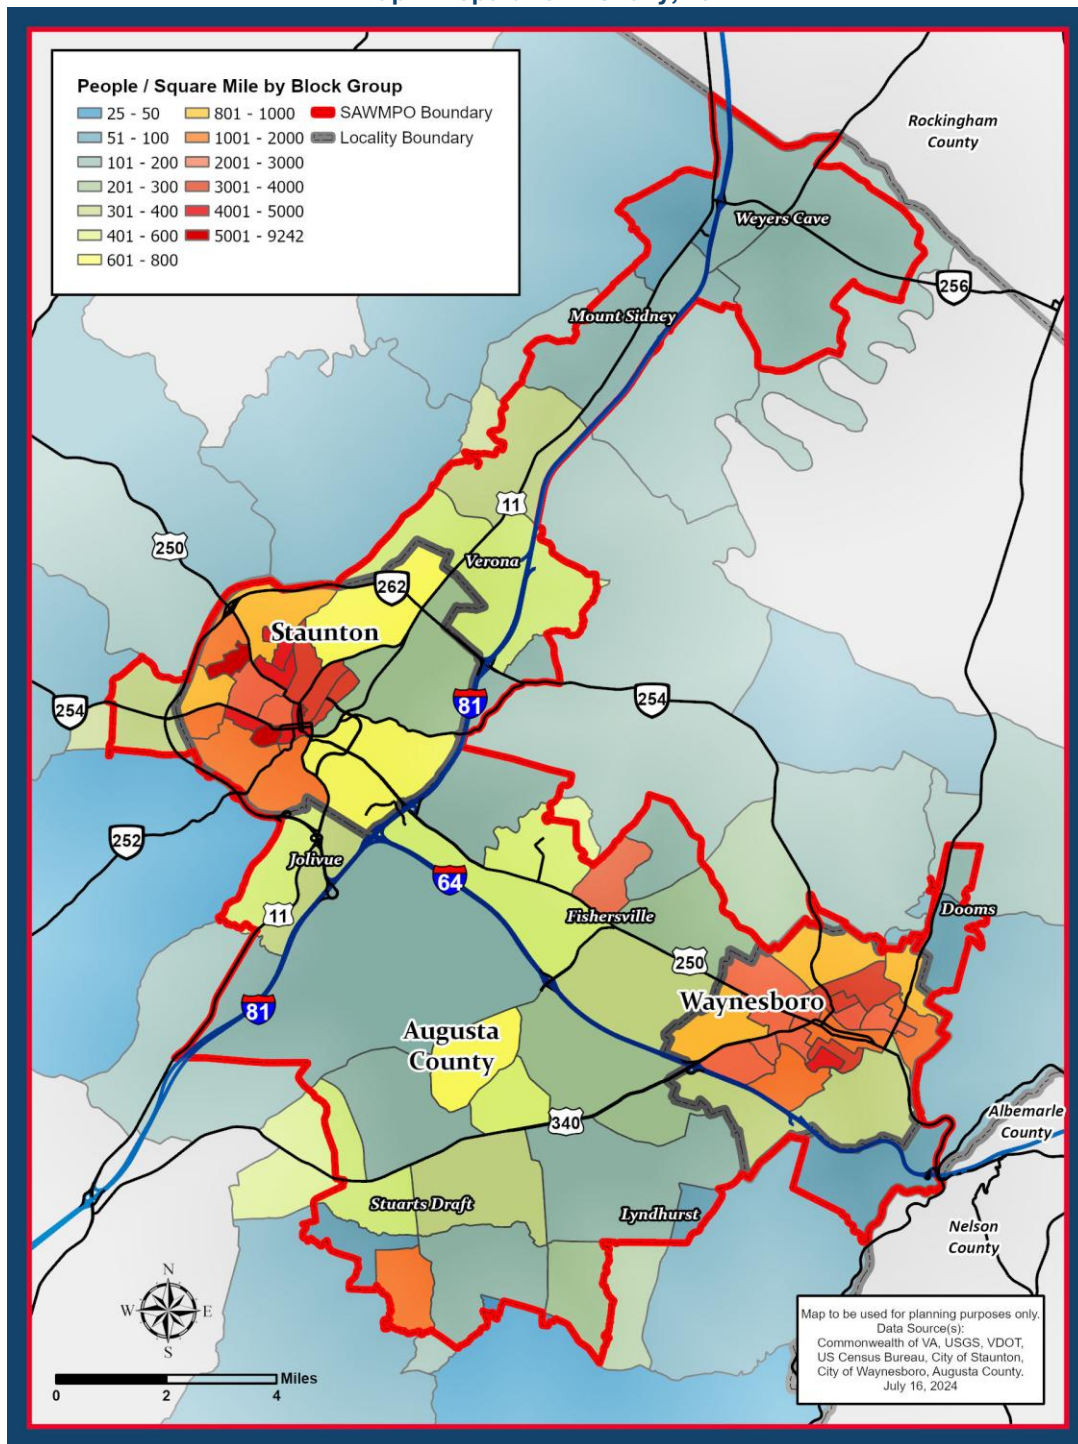 People / Square Mile by Block Group
25 - 50
51 - 100
101 - 200
201 - 300
301 - 400
401 - 600
601 - 800
801 - 1000
1001 - 2000
2001 - 3000
3001 - 4000
4001 - 5000
5001 - 9242
SAWMPO Boundary
Locality Boundary
Rockingham
County
Weyers Cave
256
Mount Sidney
11
250
Verona
262
Staunton
254
81
254
252
Jolivue
64
11
Fishersville
Dooms
250
Waynesboro
81
Augusta
County
340
Albemarle
County
Stuarts Draft
Lyndhurst
Nelson
County
N
W
E
S
Miles
0
2
4
Map to be used for planning purposes only.
Data Source(s):
Commonwealth of VA, USGS, VDOT,
US Census Bureau, City of Staunton,
City of Waynesboro, Augusta County.
July 16, 2024